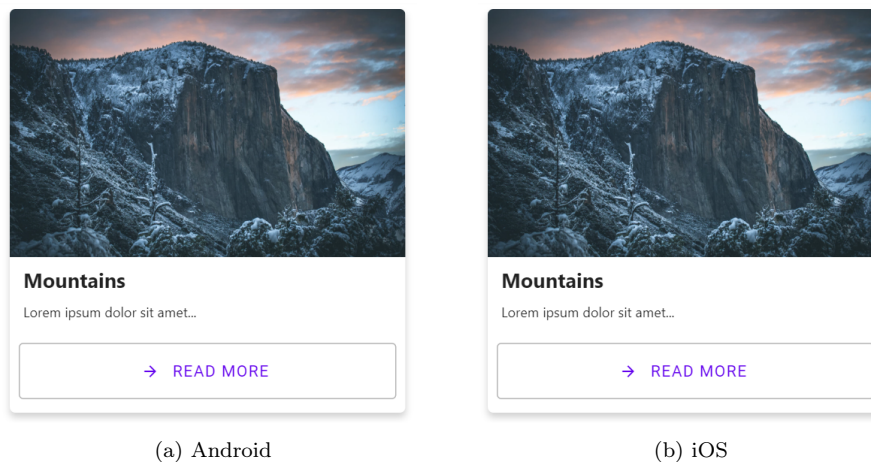 Mountains
Lorem ipsum dolor sit amet...
→ READ MORE
(a) Android
Mountains
Lorem ipsum dolor sit amet...
→ READ MORE
(b) iOS